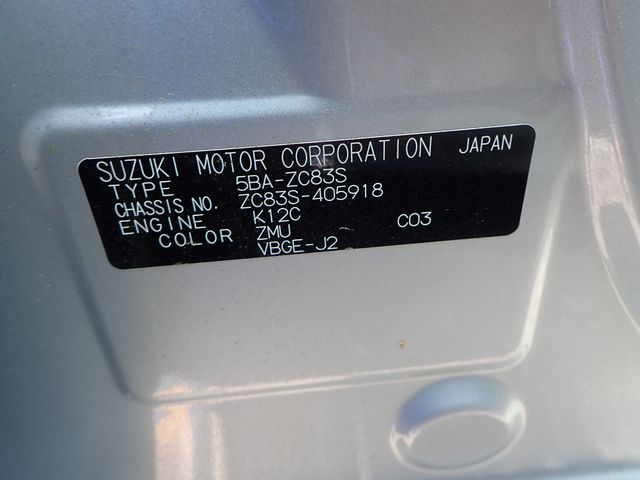 SUZUKI MOTOR CORPORATION JAPAN
TYPE 5BA-ZC83S
CHASSIS NO. ZC83S-405918
ENGINE K12C
COLOR ZMU C03
VBGE-J2